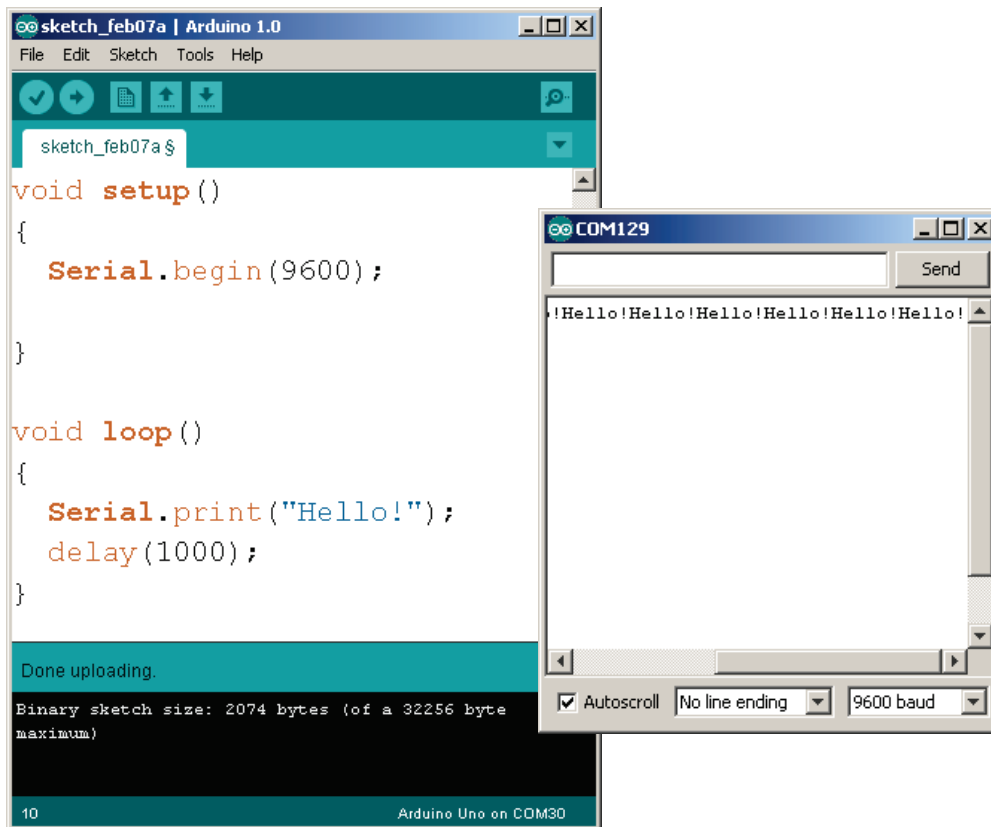 sketch_feb07a | Arduino 1.0
File Edit Sketch Tools Help
sketch_feb07a §
void setup()
{
  Serial.begin(9600);
}
void loop()
{
  Serial.print("Hello!");
  delay(1000);
}
Done uploading.
Binary sketch size: 2074 bytes (of a 32256 byte
maximum)
10 Arduino Uno on COM30
COM129
Send
!Hello!Hello!Hello!Hello!Hello!Hello!
Autoscroll No line ending 9600 baud